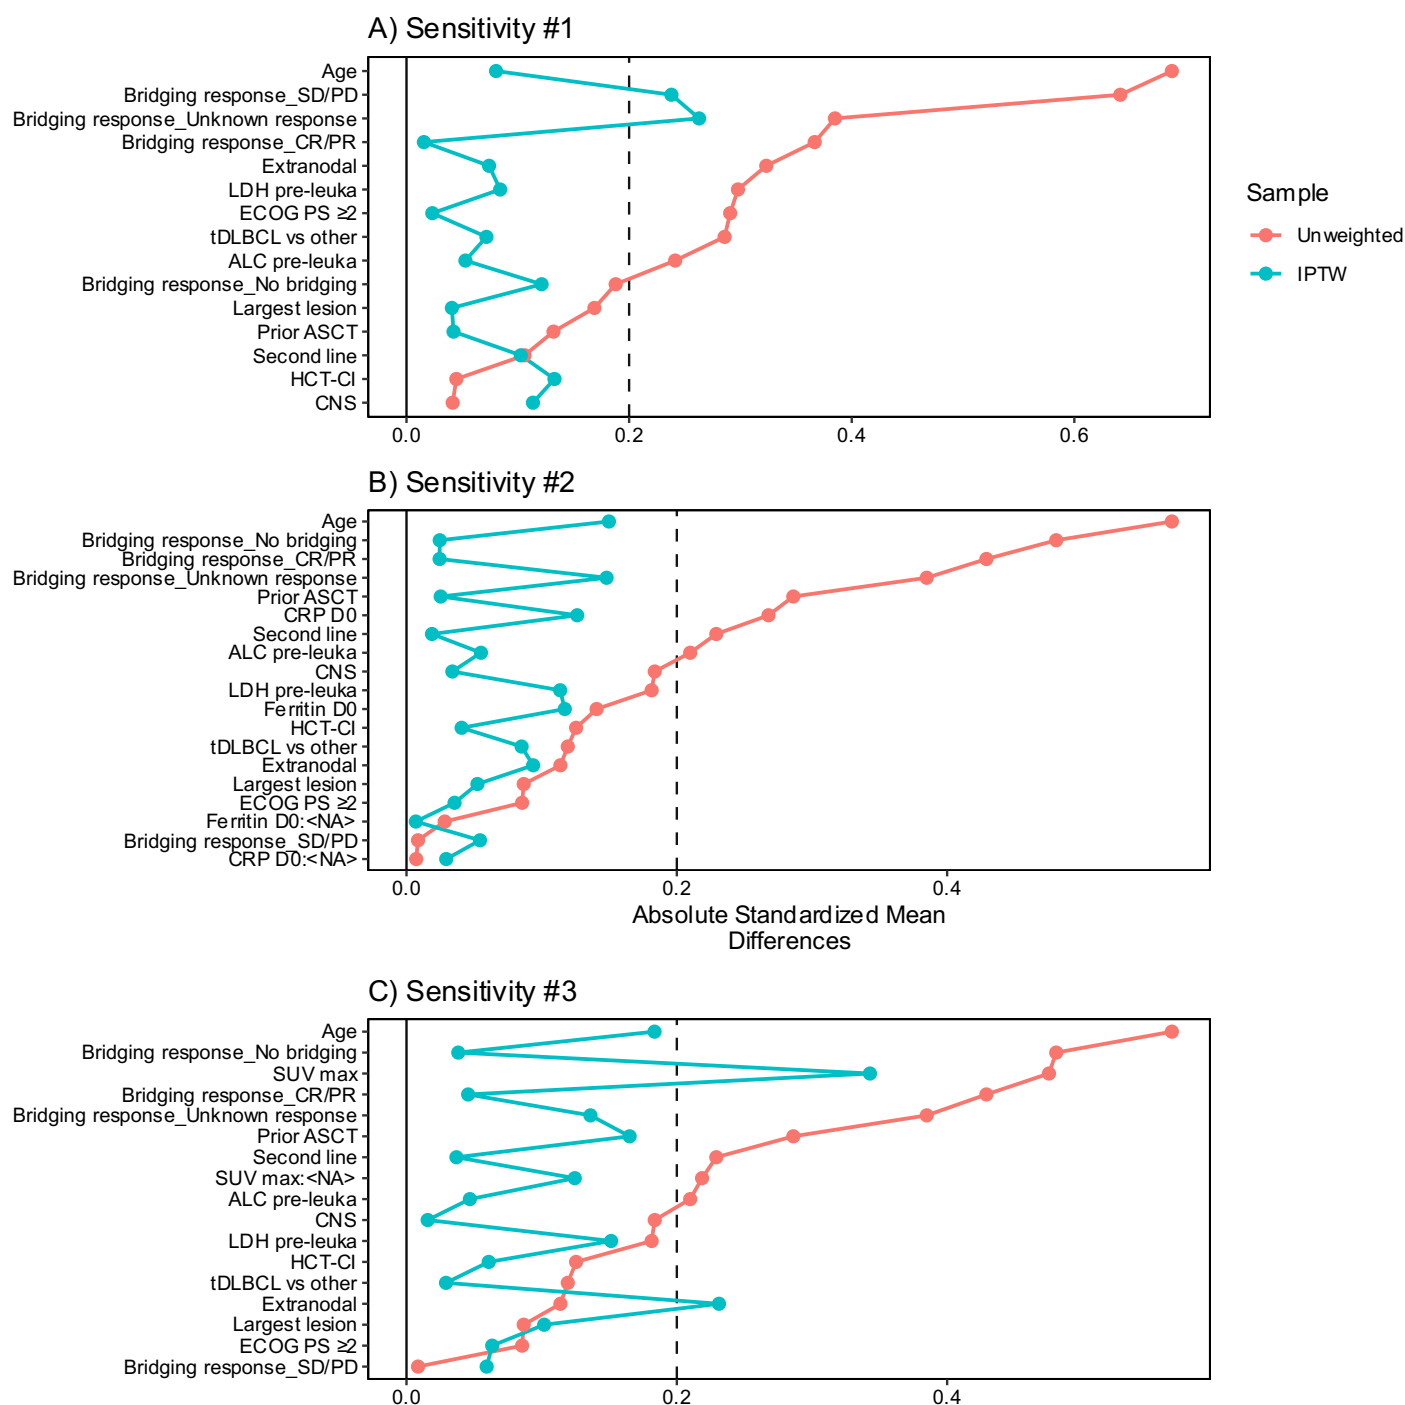 A) Sensitivity #1
Age
Bridging response_SD/PD
Bridging response_Unknown response
Bridging response_CR/PR
Extranodal
LDH pre-leuka
ECOG PS ≥2
tDLBCL vs other
ALC pre-leuka
Bridging response_No bridging
Largest lesion
Prior ASCT
Second line
HCT-CI
CNS
0.0 0.2 0.4 0.6
Sample
Unweighted
IPTW
B) Sensitivity #2
Age
Bridging response_No bridging
Bridging response_CR/PR
Bridging response_Unknown response
Prior ASCT
CRP D0
Second line
ALC pre-leuka
CNS
LDH pre-leuka
Ferritin D0
HCT-CI
tDLBCL vs other
Extranodal
Largest lesion
ECOG PS ≥2
Ferritin D0:<NA>
Bridging response_SD/PD
CRP D0:<NA>
0.0 0.2 0.4
Absolute Standardized Mean
Differences
C) Sensitivity #3
Age
Bridging response_No bridging
SUV max
Bridging response_CR/PR
Bridging response_Unknown response
Prior ASCT
Second line
SUV max:<NA>
ALC pre-leuka
CNS
LDH pre-leuka
HCT-CI
tDLBCL vs other
Extranodal
Largest lesion
ECOG PS ≥2
Bridging response_SD/PD
0.0 0.2 0.4